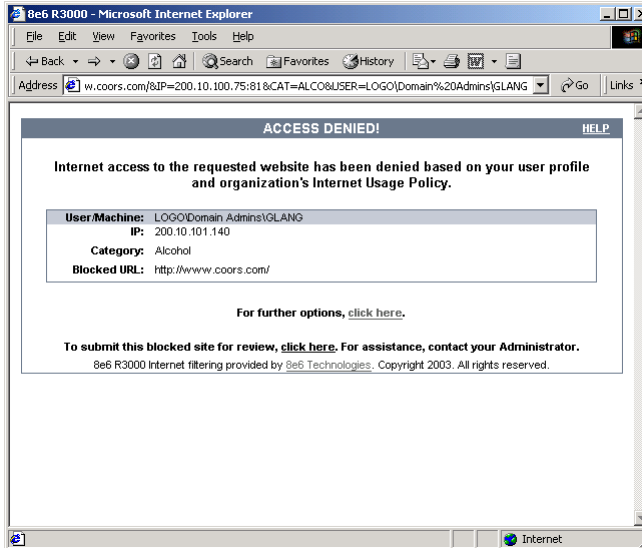 8e6 R3000 - Microsoft Internet Explorer
File Edit View Favorites Tools Help
Back Search Favorites History
Address w.coors.com/&IP=200.10.100.75:81&CAT=ALCO&USER=LOGO\Domain%20Admins\GLANG Go Links
ACCESS DENIED! HELP
Internet access to the requested website has been denied based on your user profile
and organization's Internet Usage Policy.
User/Machine: LOGO\Domain Admins\GLANG
IP: 200.10.101.140
Category: Alcohol
Blocked URL: http://www.coors.com/
For further options, click here.
To submit this blocked site for review, click here. For assistance, contact your Administrator.
8e6 R3000 Internet filtering provided by 8e6 Technologies. Copyright 2003. All rights reserved.
Internet